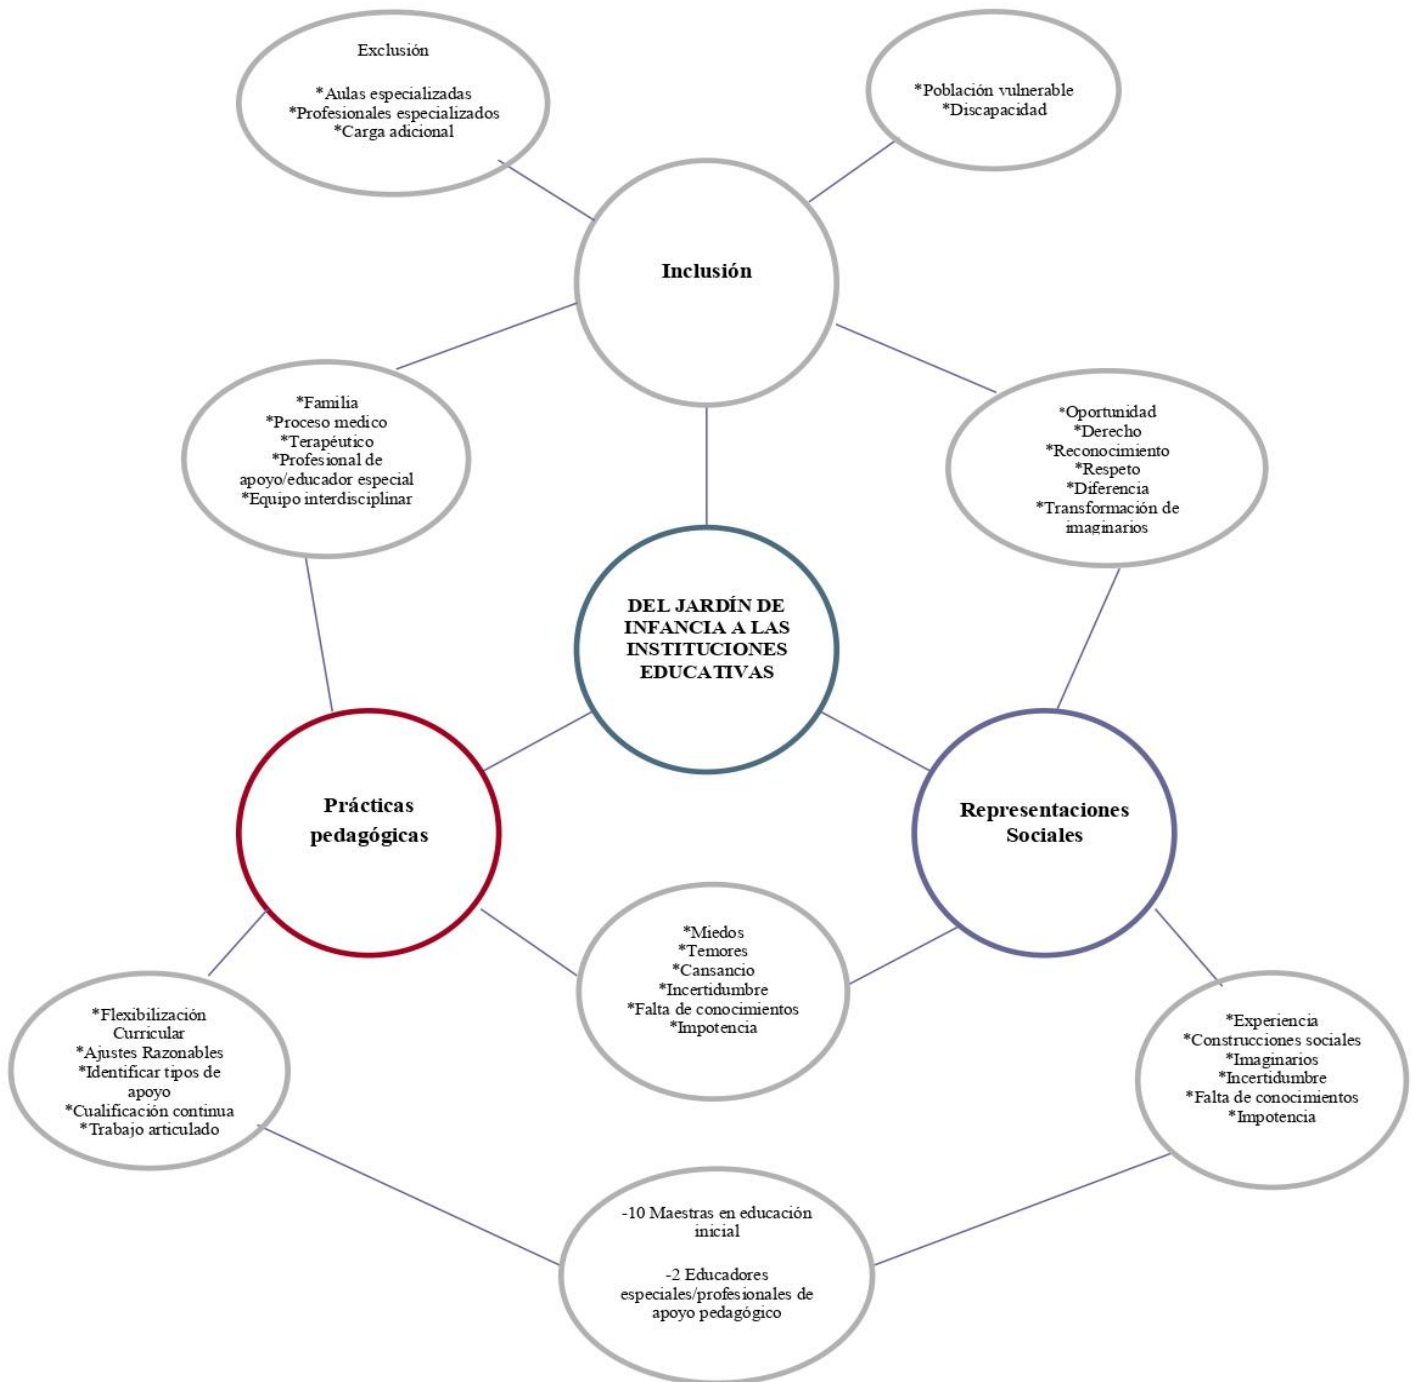 Exclusión
*Aulas especializadas
*Profesionales especializados
*Carga adicional
*Población vulnerable
*Discapacidad
Inclusión
*Familia
*Proceso medico
*Terapéutico
*Profesional de
apoyo/educador especial
*Equipo interdisciplinar
*Oportunidad
*Derecho
*Reconocimiento
*Respeto
*Diferencia
*Transformación de
imaginarios
DEL JARDÍN DE
INFANCIA A LAS
INSTITUCIONES
EDUCATIVAS
Prácticas
pedagógicas
Representaciones
Sociales
*Miedos
*Temores
*Cansancio
*Incertidumbre
*Falta de conocimientos
*Impotencia
*Flexibilización
Curricular
*Ajustes Razonables
*Identificar tipos de
apoyo
*Cualificación continua
*Trabajo articulado
*Experiencia
*Construcciones sociales
*Imaginarios
*Incertidumbre
*Falta de conocimientos
*Impotencia
-10 Maestras en educación
inicial
-2 Educadores
especiales/profesionales de
apoyo pedagógico